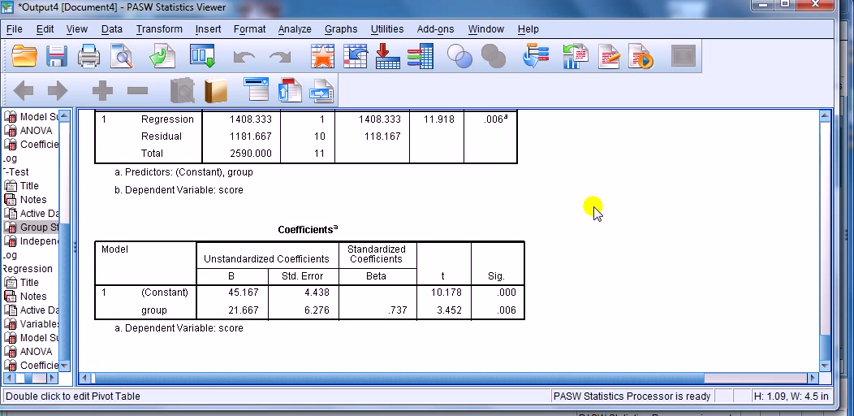 *Output4 [Document4] - PASW Statistics Viewer
File Edit View Data Transform Insert Format Analyze Graphs Utilities Add-ons Window Help
Model Su
ANOVA
Coefficie
.og
-Test
Title
Notes
Active Da
Group St
Indepen
.og
Regression
Title
Notes
Active Da
Variables
Model Su
ANOVA
Coefficie
1 Regression 1408.333 1 1408.333 11.918 .006a
Residual 1181.667 10 118.167
Total 2590.000 11
a. Predictors: (Constant), group
b. Dependent Variable: score
Coefficientsa
Model Unstandardized Coefficients Standardized Coefficients t Sig.
B Std. Error Beta
1 (Constant) 45.167 4.438 10.178 .000
group 21.667 6.276 .737 3.452 .006
a. Dependent Variable: score
Double click to edit Pivot Table PASW Statistics Processor is ready H: 1.09, W: 4.5 in